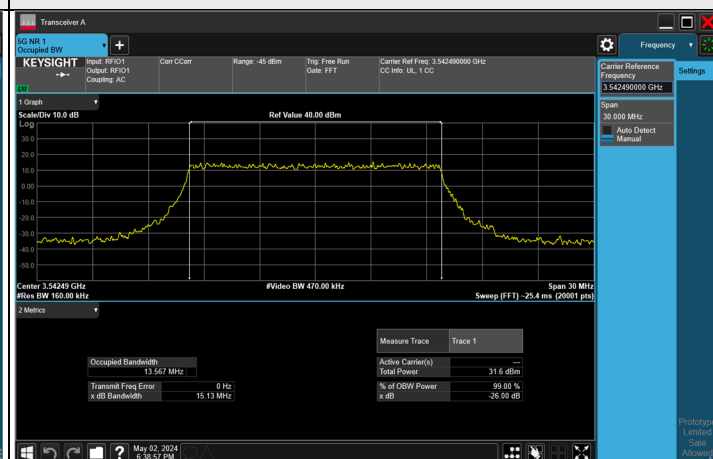 Transceiver A
5G NR 1
Occupied BW
Frequency
KEYSIGHT
Input: RFIO1
Output: RFIO1
Coupling: AC
Corr CCorr
Range: -45 dBm
Trig: Free Run
Gate: FFT
Carrier Ref Freq: 3.542490000 GHz
CC Info: UL, 1 CC
LXI
Carrier Reference
Frequency
3.542490000 GHz
Settings
Span
30.000 MHz
Auto Detect
Manual
1 Graph
Scale/Div 10.0 dB
Ref Value 40.00 dBm
Log
30.0
20.0
10.0
0.00
-10.0
-20.0
-30.0
-40.0
-50.0
Center 3.54249 GHz
#Video BW 470.00 kHz
Span 30 MHz
#Res BW 160.00 kHz
Sweep (FFT) ~25.4 ms (20001 pts)
2 Metrics
Measure Trace
Trace 1
Occupied Bandwidth
13.567 MHz
Active Carrier(s)
---
Total Power
31.6 dBm
Transmit Freq Error
0 Hz
x dB Bandwidth
15.13 MHz
% of OBW Power
99.00 %
x dB
-26.00 dB
Prototype
Limited
Sale
Allowed
May 02, 2024
6:38:57 PM